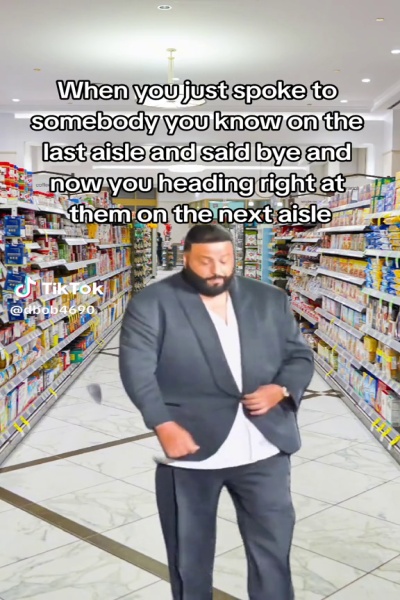 When you just spoke to
somebody you know on the
last aisle and said bye and
now you heading right at
them on the next aisle
TikTok
@dbob4690